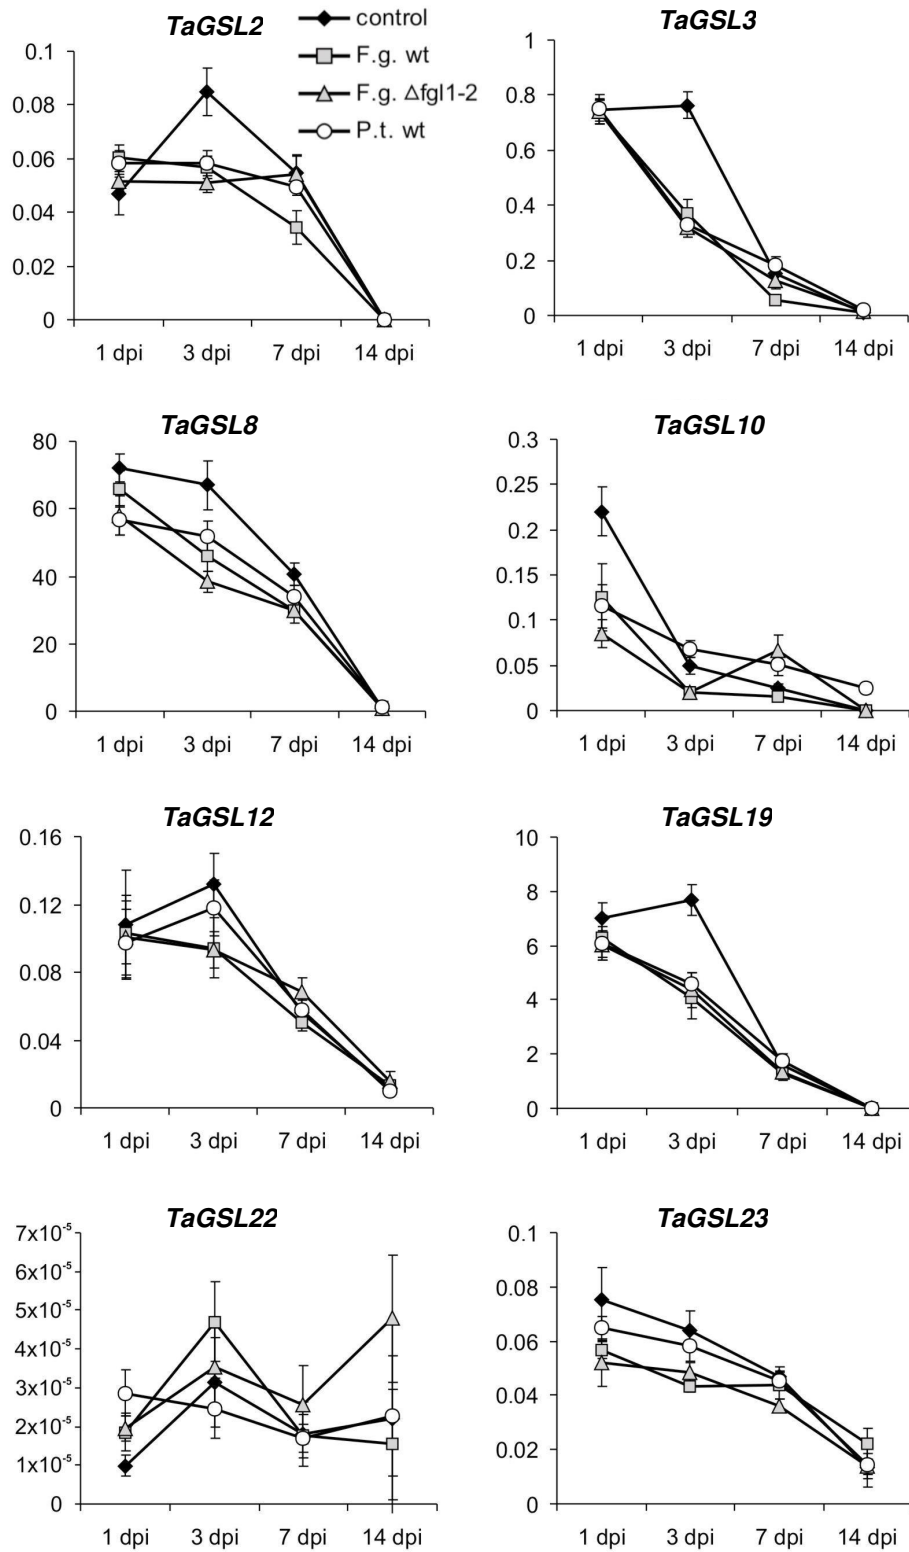 TaGSL2
control
F.g. wt
F.g. Δfgl1-2
P.t. wt
0.1
0.08
0.06
0.04
0.02
0
1 dpi 3 dpi 7 dpi 14 dpi
TaGSL3
1
0.8
0.6
0.4
0.2
0
1 dpi 3 dpi 7 dpi 14 dpi
TaGSL8
80
60
40
20
0
1 dpi 3 dpi 7 dpi 14 dpi
TaGSL10
0.3
0.25
0.2
0.15
0.1
0.05
0
1 dpi 3 dpi 7 dpi 14 dpi
TaGSL12
0.16
0.12
0.08
0.04
0
1 dpi 3 dpi 7 dpi 14 dpi
TaGSL19
10
8
6
4
2
0
1 dpi 3 dpi 7 dpi 14 dpi
TaGSL22
7x10⁻⁵
6x10⁻⁵
5x10⁻⁵
4x10⁻⁵
3x10⁻⁵
2x10⁻⁵
1x10⁻⁵
0
1 dpi 3 dpi 7 dpi 14 dpi
TaGSL23
0.1
0.08
0.06
0.04
0.02
0
1 dpi 3 dpi 7 dpi 14 dpi